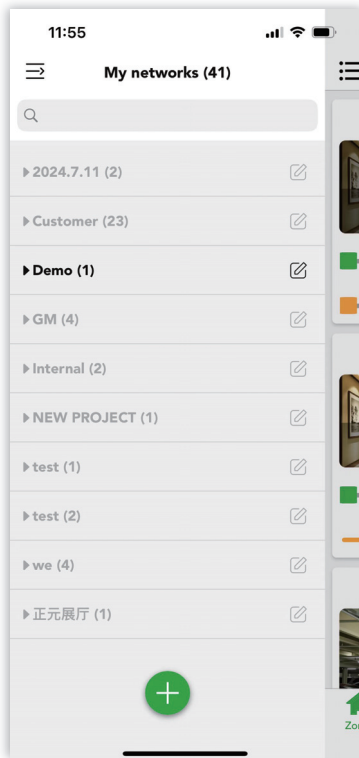 11:55
My networks (41)
2024.7.11 (2)
Customer (23)
Demo (1)
GM (4)
Internal (2)
NEW PROJECT (1)
test (1)
test (2)
we (4)
正元展厅 (1)